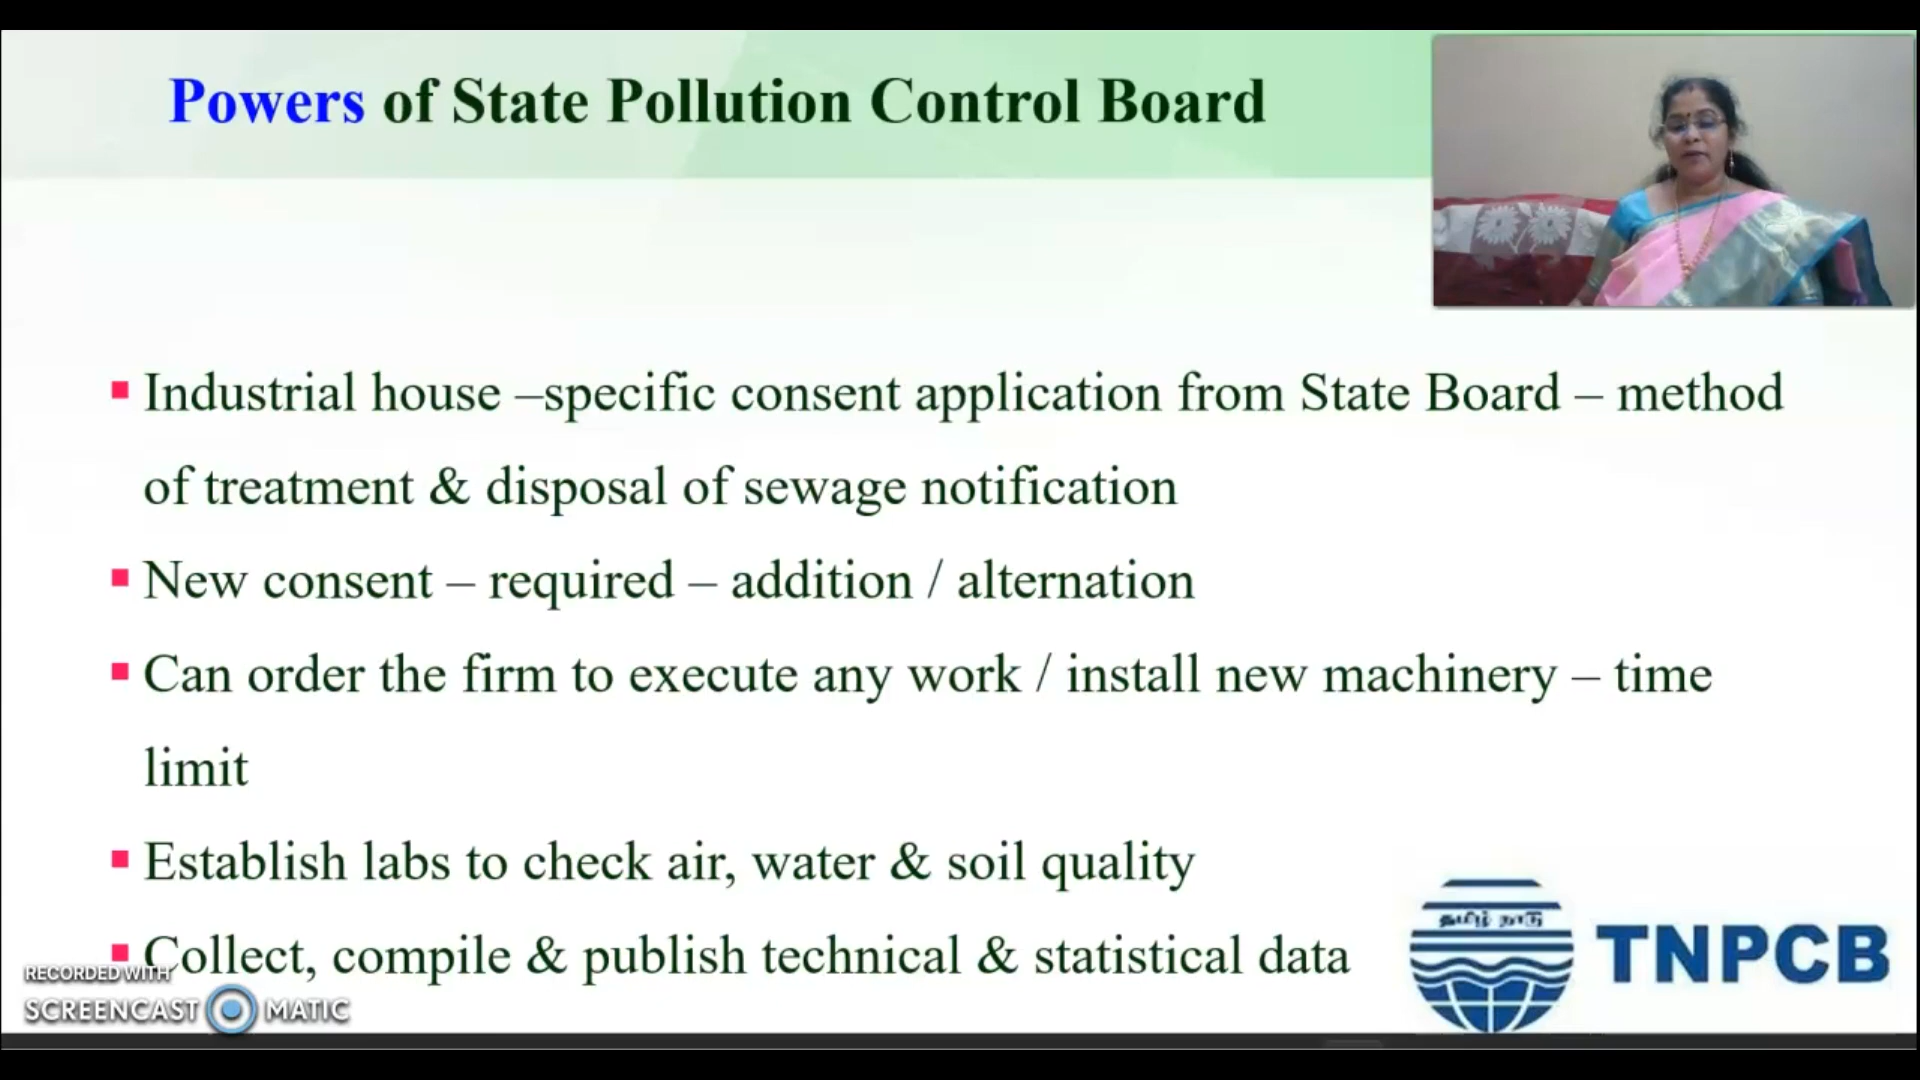 Powers of State Pollution Control Board
▪ Industrial house –specific consent application from State Board – method
of treatment & disposal of sewage notification
▪ New consent – required – addition / alternation
▪ Can order the firm to execute any work / install new machinery – time
limit
▪ Establish labs to check air, water & soil quality
▪ Collect, compile & publish technical & statistical data
தமிழ் நாடு
TNPCB
RECORDED WITH
SCREENCAST MATIC